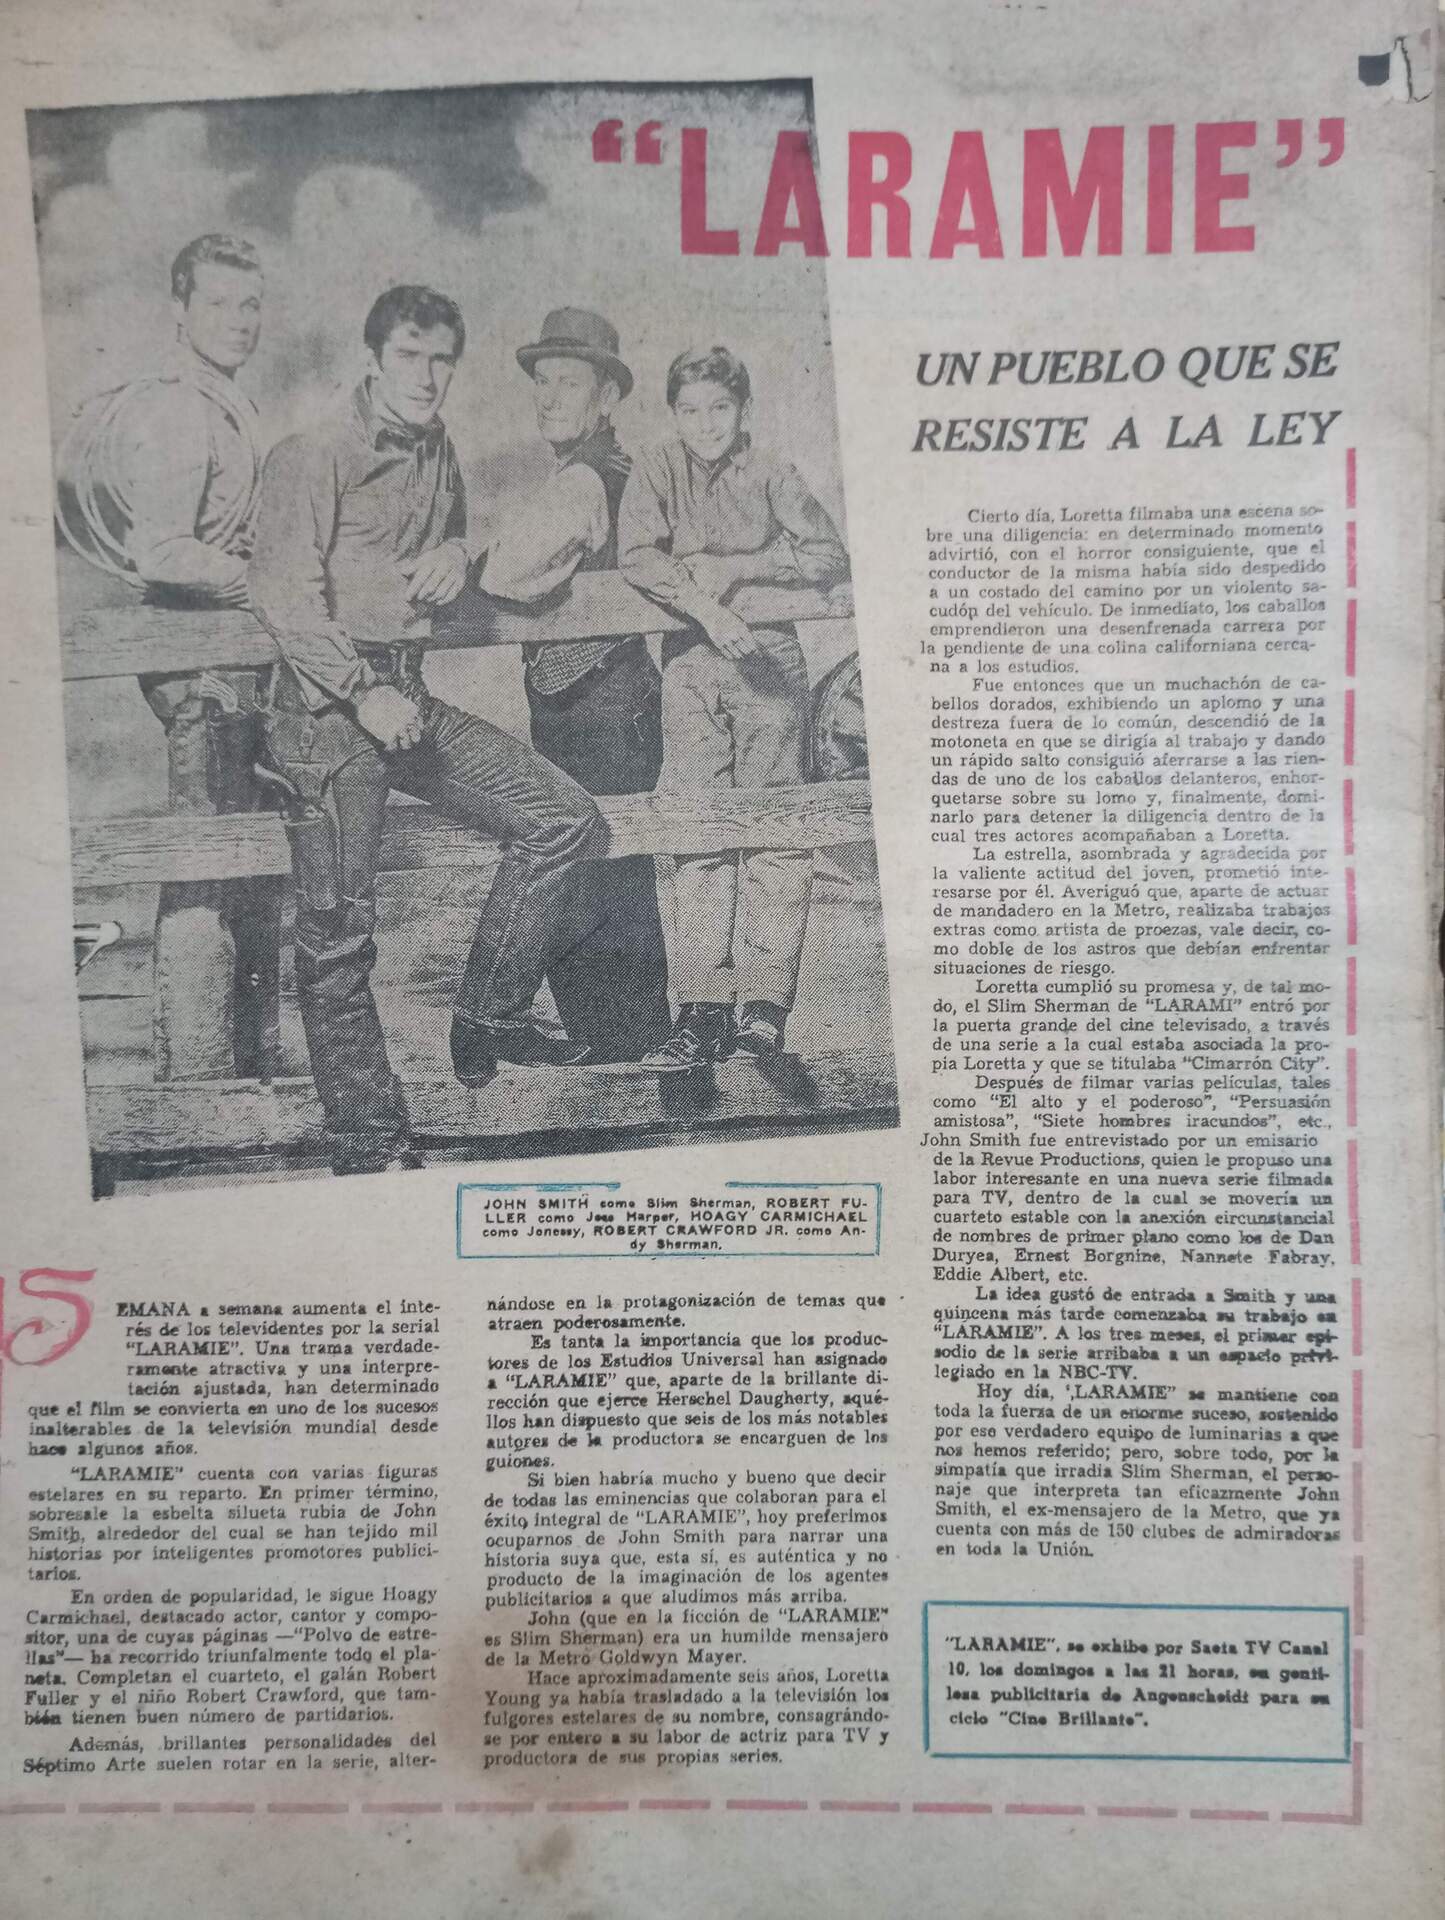 "LARAMIE"
UN PUEBLO QUE SE
RESISTE A LA LEY
JOHN SMITH como Slim Sherman, ROBERT FU-
LLER como Jess Harper, HOAGY CARMICHAEL
como Jonessy, ROBERT CRAWFORD JR. como An-
dy Sherman.
SEMANA a semana aumenta el inte-
rés de los televidentes por la serial
"LARAMIE". Una trama verdade-
ramente atractiva y una interpre-
tación ajustada, han determinado
que el film se convierta en uno de los sucesos
inalterables de la televisión mundial desde
hace algunos años.
"LARAMIE" cuenta con varias figuras
estelares en su reparto. En primer término,
sobresale la esbelta silueta rubia de John
Smith, alrededor del cual se han tejido mil
historias por inteligentes promotores publici-
tarios.
En orden de popularidad, le sigue Hoagy
Carmichael, destacado actor, cantor y compo-
sitor, una de cuyas páginas —"Polvo de estre-
llas"— ha recorrido triunfalmente todo el pla-
neta. Completan el cuarteto, el galán Robert
Fuller y el niño Robert Crawford, que tam-
bién tienen buen número de partidarios.
Además, brillantes personalidades del
Séptimo Arte suelen rotar en la serie, alter-
nándose en la protagonización de temas que
atraen poderosamente.
Es tanta la importancia que los produc-
tores de los Estudios Universal han asignado
a "LARAMIE" que, aparte de la brillante di-
rección que ejerce Herschel Daugherty, aqué-
llos han dispuesto que seis de los más notables
autores de la productora se encarguen de los
guiones.
Si bien habría mucho y bueno que decir
de todas las eminencias que colaboran para el
éxito integral de "LARAMIE", hoy preferimos
ocuparnos de John Smith para narrar una
historia suya que, esta sí, es auténtica y no
producto de la imaginación de los agentes
publicitarios a que aludimos más arriba.
John (que en la ficción de "LARAMIE"
es Slim Sherman) era un humilde mensajero
de la Metro Goldwyn Mayer.
Hace aproximadamente seis años, Loretta
Young ya había trasladado a la televisión los
fulgores estelares de su nombre, consagrándo-
se por entero a su labor de actriz para TV y
productora de sus propias series.
Cierto día, Loretta filmaba una escena so-
bre una diligencia: en determinado momento
advirtió, con el horror consiguiente, que el
conductor de la misma había sido despedido
a un costado del camino por un violento sa-
cudón del vehículo. De inmediato, los caballos
emprendieron una desenfrenada carrera por
la pendiente de una colina californiana cerca-
na a los estudios.
Fue entonces que un muchachón de ca-
bellos dorados, exhibiendo un aplomo y una
destreza fuera de lo común, descendió de la
motoneta en que se dirigía al trabajo y dando
un rápido salto consiguió aferrarse a las rien-
das de uno de los caballos delanteros, enhor-
quetarse sobre su lomo y, finalmente, domi-
narlo para detener la diligencia dentro de la
cual tres actores acompañaban a Loretta.
La estrella, asombrada y agradecida por
la valiente actitud del joven, prometió inte-
resarse por él. Averiguó que, aparte de actuar
de mandadero en la Metro, realizaba trabajos
extras como artista de proezas, vale decir, co-
mo doble de los astros que debían enfrentar
situaciones de riesgo.
Loretta cumplió su promesa y, de tal mo-
do, el Slim Sherman de "LARAMI" entró por
la puerta grande del cine televisado, a través
de una serie a la cual estaba asociada la pro-
pia Loretta y que se titulaba "Cimarrón City".
Después de filmar varias películas, tales
como "El alto y el poderoso", "Persuasión
amistosa", "Siete hombres iracundos", etc.,
John Smith fue entrevistado por un emisario
de la Revue Productions, quien le propuso una
labor interesante en una nueva serie filmada
para TV, dentro de la cual se movería un
cuarteto estable con la anexión circunstancial
de nombres de primer plano como los de Dan
Duryea, Ernest Borgnine, Nannete Fabray,
Eddie Albert, etc.
La idea gustó de entrada a Smith y una
quincena más tarde comenzaba su trabajo en
"LARAMIE". A los tres meses, el primer epi-
sodio de la serie arribaba a un espacio privi-
legiado en la NBC-TV.
Hoy día, ',LARAMIE" se mantiene con
toda la fuerza de un enorme suceso, sostenido
por ese verdadero equipo de luminarias a que
nos hemos referido; pero, sobre todo, por la
simpatía que irradia Slim Sherman, el perso-
naje que interpreta tan eficazmente John
Smith, el ex-mensajero de la Metro, que ya
cuenta con más de 150 clubes de admiradoras
en toda la Unión.
"LARAMIE", se exhibe por Saeta TV Canal
10, los domingos a las 21 horas, en genti-
lesa publicitaria de Angenscheidt para su
ciclo "Cine Brillante".